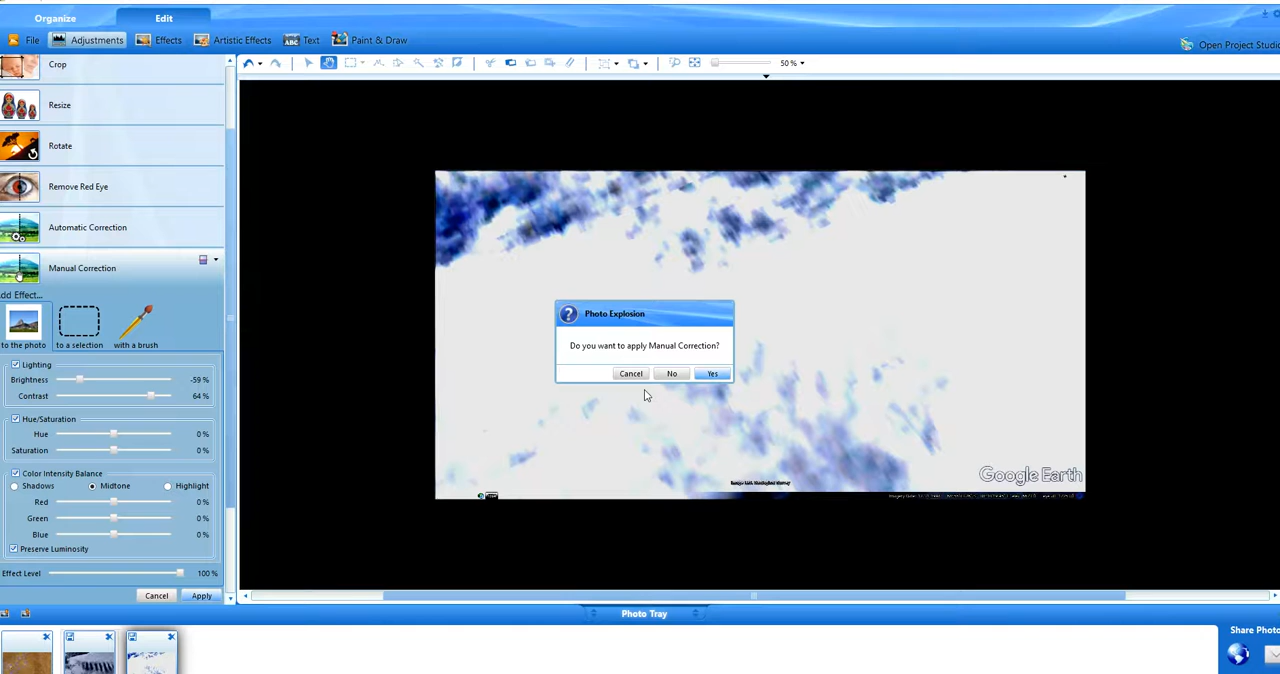 Organize Edit
File Adjustments Effects Artistic Effects Text Paint & Draw Open Project Studio
50 %
Crop
Resize
Rotate
Remove Red Eye
Automatic Correction
Manual Correction
Add Effect...
to the photo to a selection with a brush
Lighting
Brightness -59 %
Contrast 64 %
Hue/Saturation
Hue 0 %
Saturation 0 %
Color Intensity Balance
Shadows Midtone Highlight
Red 0 %
Green 0 %
Blue 0 %
Preserve Luminosity
Effect Level 100 %
Cancel Apply
Photo Explosion
Do you want to apply Manual Correction?
Cancel No Yes
Google Earth
Photo Tray
Share Photo